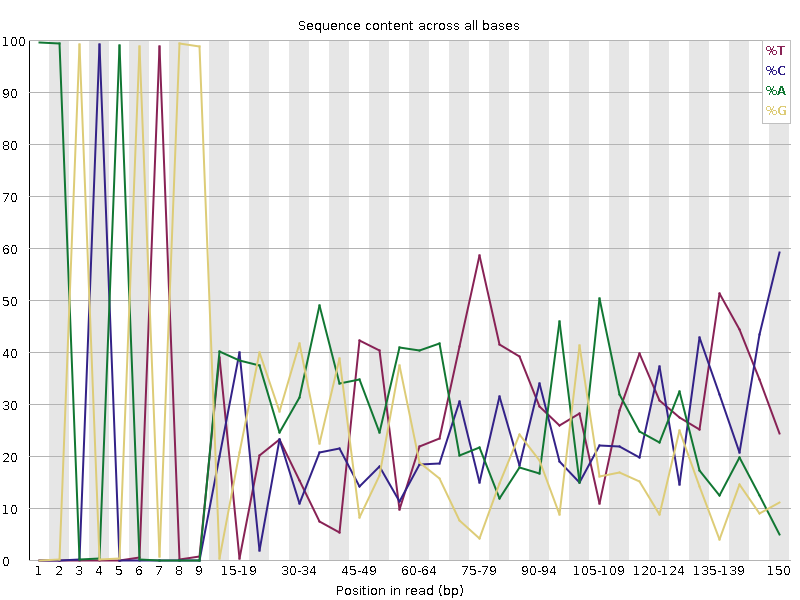 Sequence content across all bases
%T
%C
%A
%G
100
90
80
70
60
50
40
30
20
10
0
1 2 3 4 5 6 7 8 9 15-19 30-34 45-49 60-64 75-79 90-94 105-109 120-124 135-139 150
Position in read (bp)